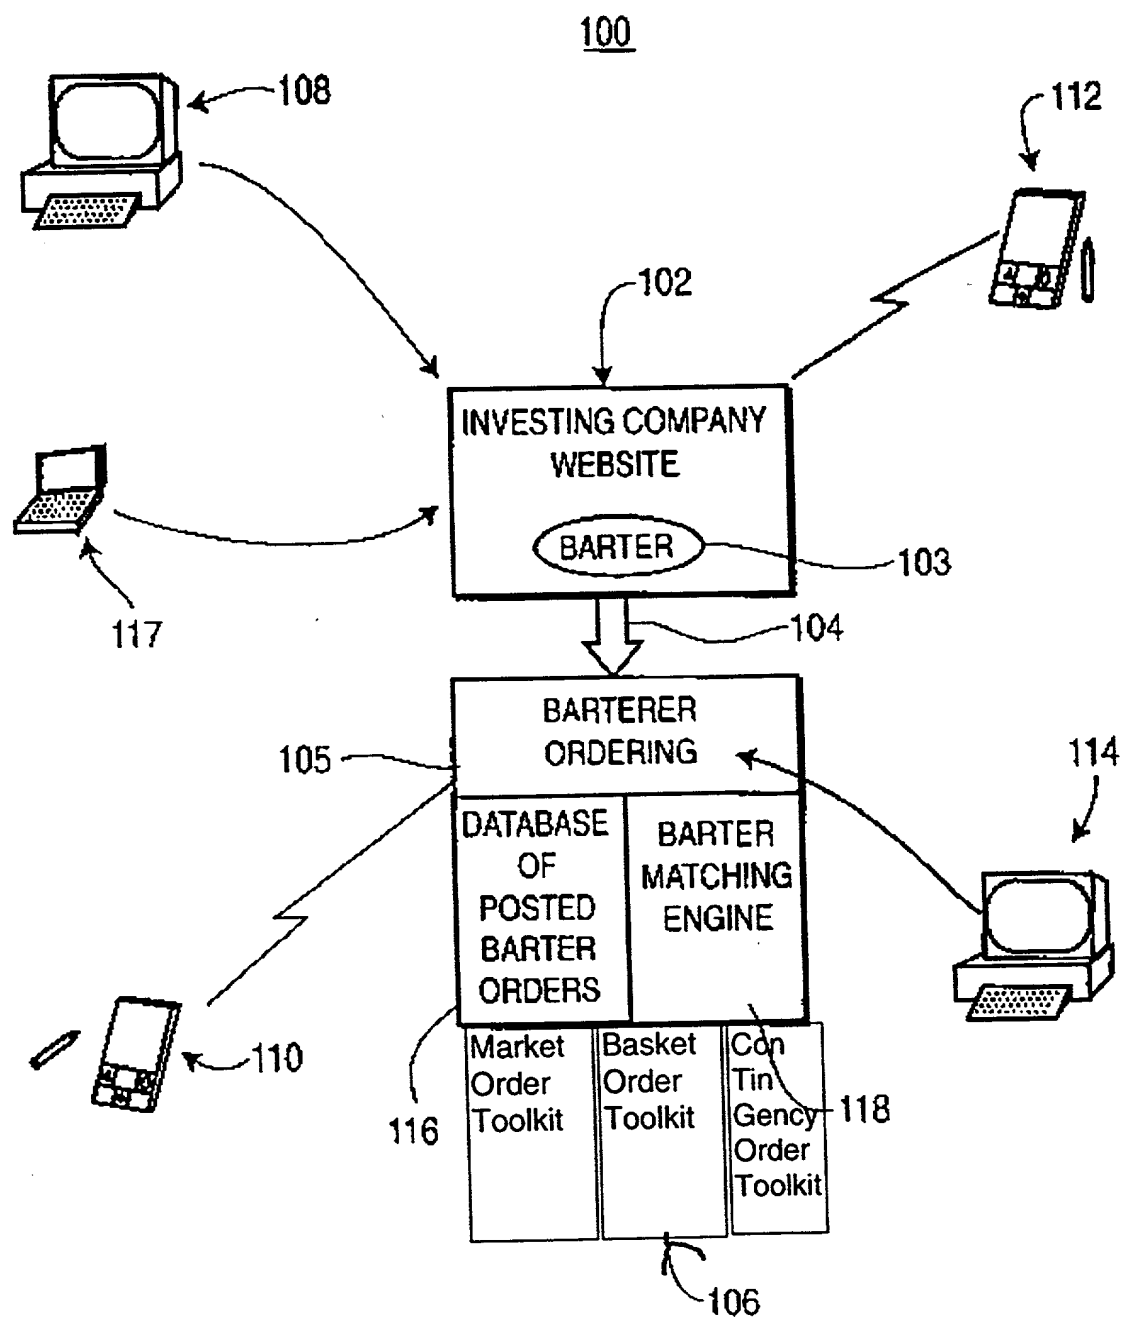 100
108
112
102
INVESTING COMPANY
WEBSITE
BARTER
103
117
104
BARTERER
ORDERING
105
114
DATABASE
OF
POSTED
BARTER
ORDERS
BARTER
MATCHING
ENGINE
110
116
Market
Order
Toolkit
Basket
Order
Toolkit
Con
Tin
Gency
Order
Toolkit
118
106